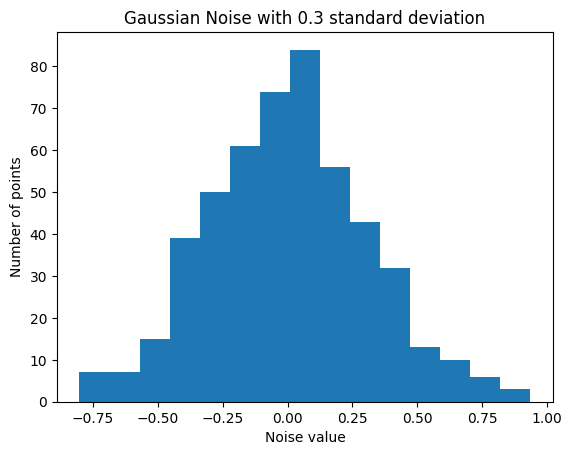 Gaussian Noise with 0.3 standard deviation
Number of points
80
70
60
50
40
30
20
10
0
−0.75 −0.50 −0.25 0.00 0.25 0.50 0.75 1.00
Noise value